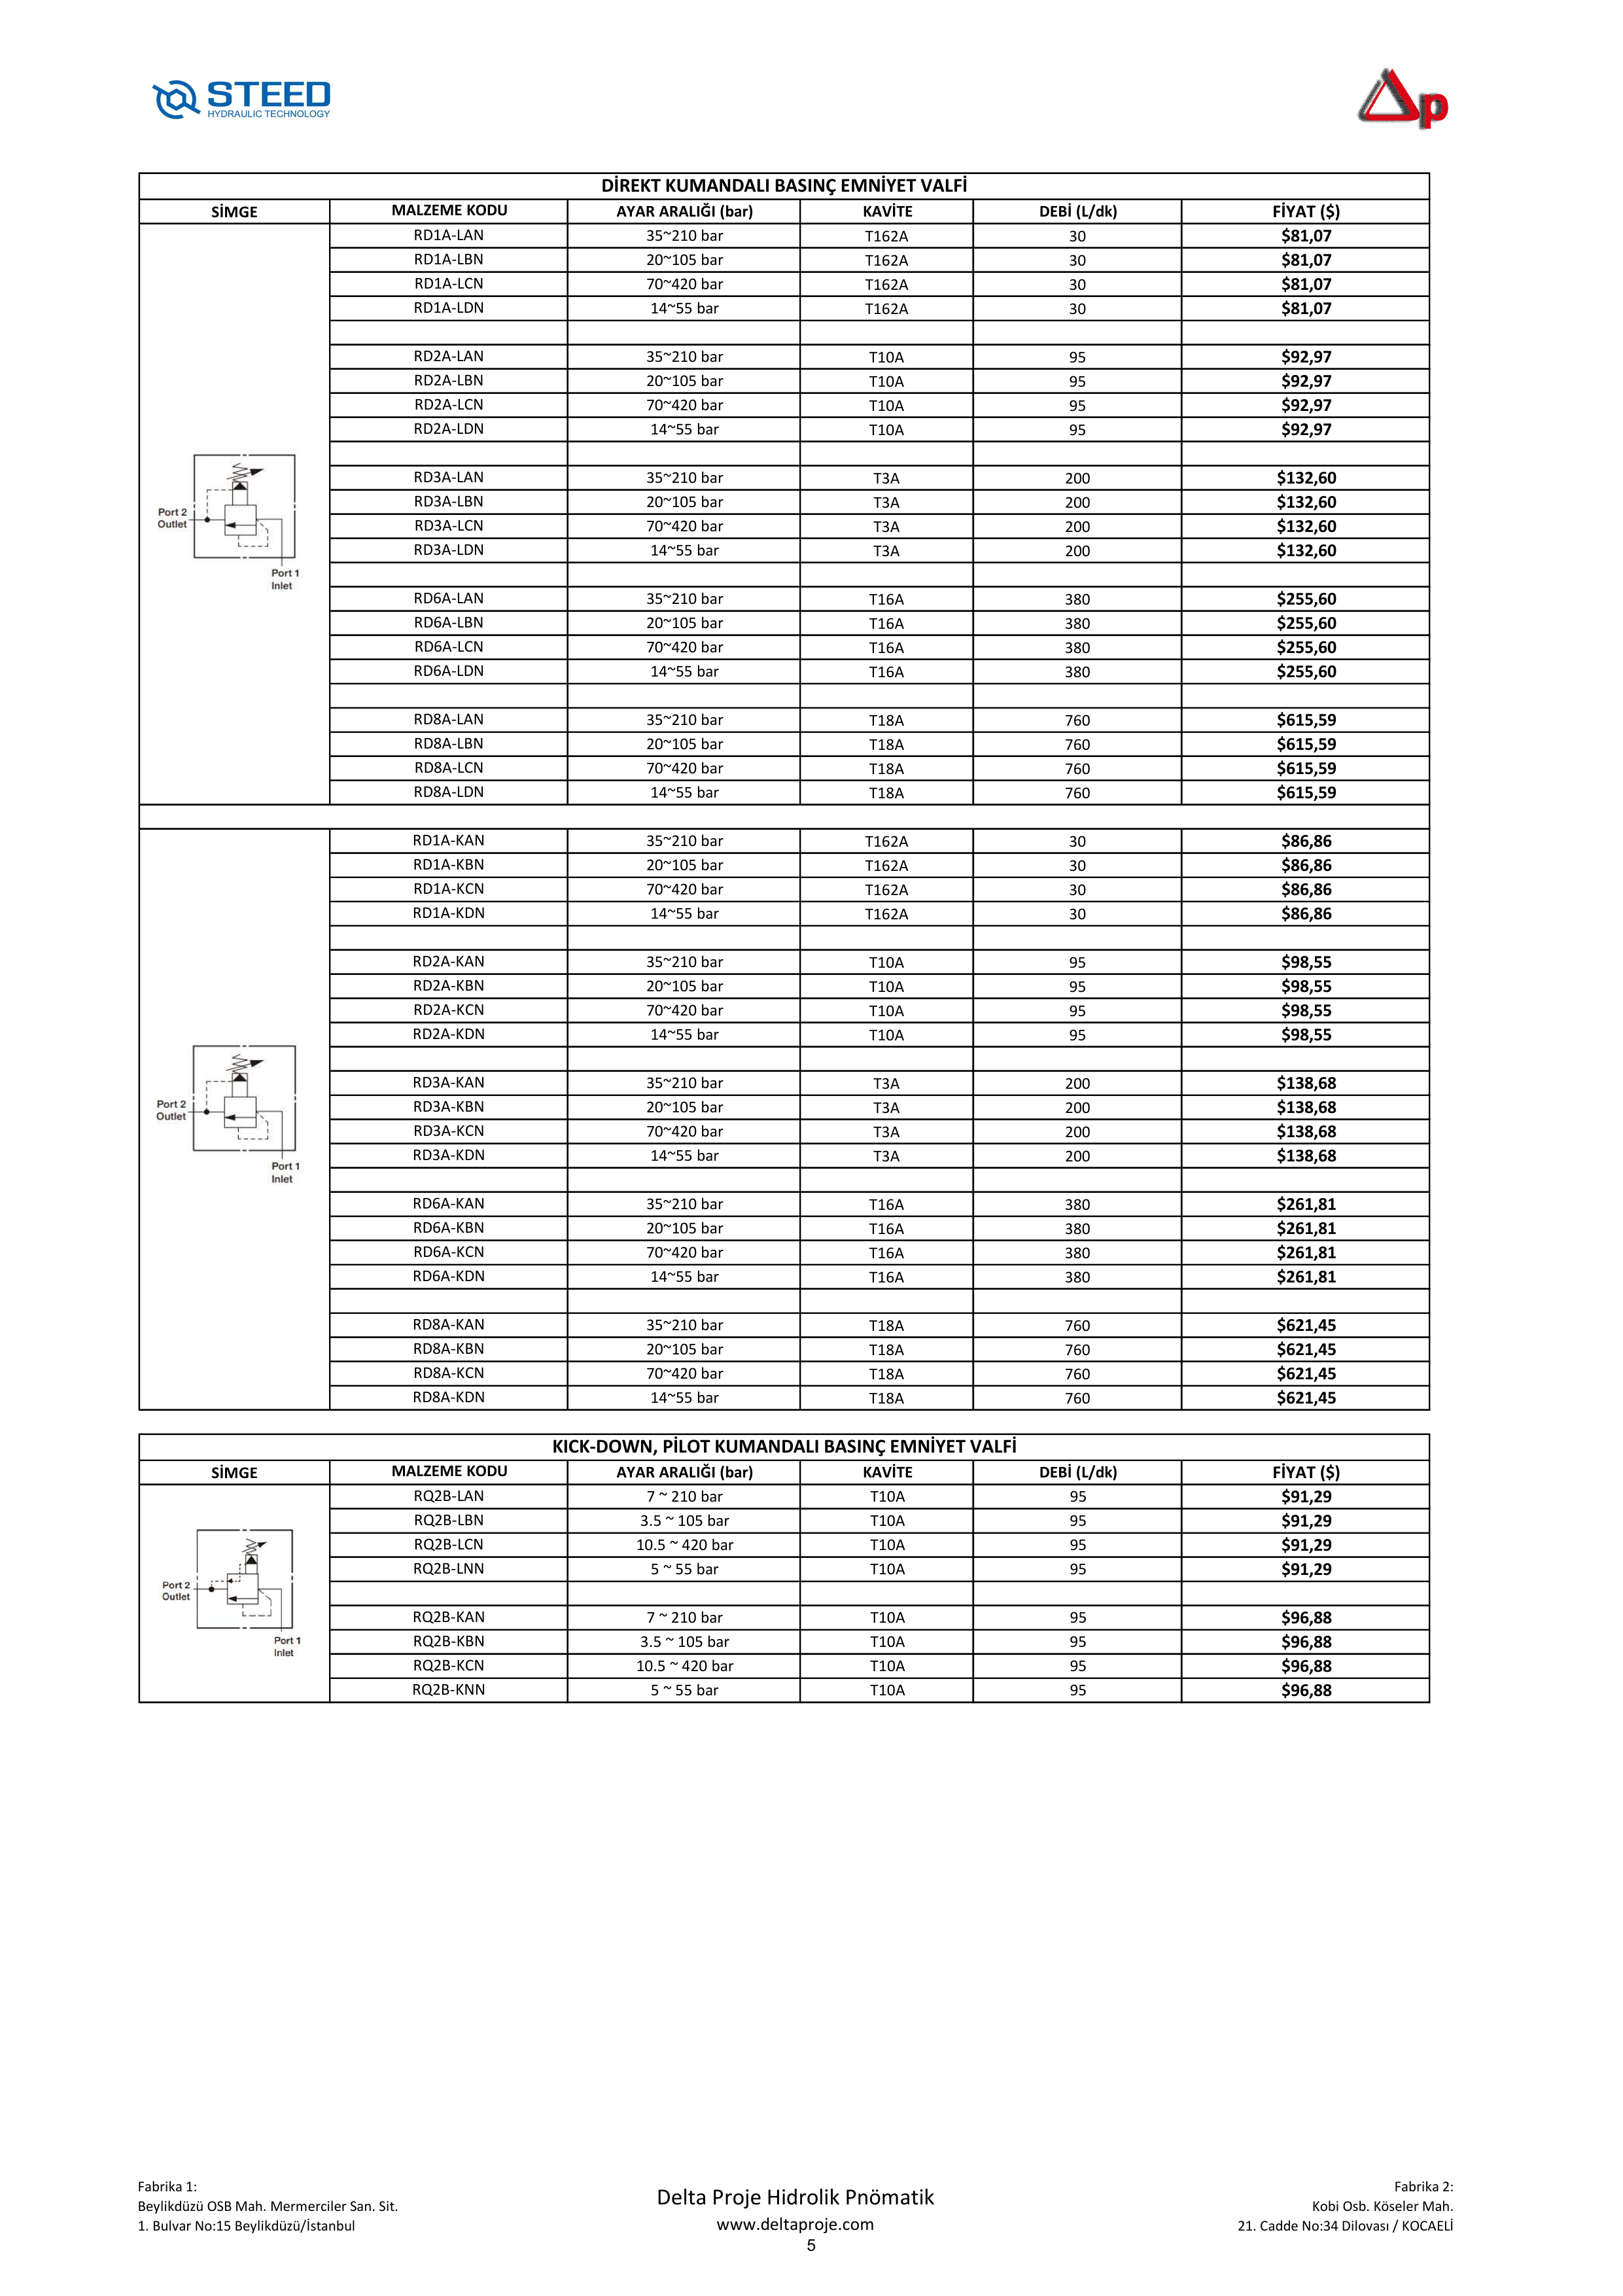 STEED
HYDRAULIC TECHNOLOGY
p
DİREKT KUMANDALI BASINÇ EMNİYET VALFİ
SİMGE MALZEME KODU AYAR ARALIĞI (bar) KAVİTE DEBİ (L/dk) FİYAT ($)
RD1A-LAN 35~210 bar T162A 30 $81,07
RD1A-LBN 20~105 bar T162A 30 $81,07
RD1A-LCN 70~420 bar T162A 30 $81,07
RD1A-LDN 14~55 bar T162A 30 $81,07
RD2A-LAN 35~210 bar T10A 95 $92,97
RD2A-LBN 20~105 bar T10A 95 $92,97
RD2A-LCN 70~420 bar T10A 95 $92,97
RD2A-LDN 14~55 bar T10A 95 $92,97
RD3A-LAN 35~210 bar T3A 200 $132,60
RD3A-LBN 20~105 bar T3A 200 $132,60
RD3A-LCN 70~420 bar T3A 200 $132,60
RD3A-LDN 14~55 bar T3A 200 $132,60
Port 2
Outlet
Port 1
Inlet
RD6A-LAN 35~210 bar T16A 380 $255,60
RD6A-LBN 20~105 bar T16A 380 $255,60
RD6A-LCN 70~420 bar T16A 380 $255,60
RD6A-LDN 14~55 bar T16A 380 $255,60
RD8A-LAN 35~210 bar T18A 760 $615,59
RD8A-LBN 20~105 bar T18A 760 $615,59
RD8A-LCN 70~420 bar T18A 760 $615,59
RD8A-LDN 14~55 bar T18A 760 $615,59
RD1A-KAN 35~210 bar T162A 30 $86,86
RD1A-KBN 20~105 bar T162A 30 $86,86
RD1A-KCN 70~420 bar T162A 30 $86,86
RD1A-KDN 14~55 bar T162A 30 $86,86
RD2A-KAN 35~210 bar T10A 95 $98,55
RD2A-KBN 20~105 bar T10A 95 $98,55
RD2A-KCN 70~420 bar T10A 95 $98,55
RD2A-KDN 14~55 bar T10A 95 $98,55
RD3A-KAN 35~210 bar T3A 200 $138,68
RD3A-KBN 20~105 bar T3A 200 $138,68
RD3A-KCN 70~420 bar T3A 200 $138,68
RD3A-KDN 14~55 bar T3A 200 $138,68
Port 2
Outlet
Port 1
Inlet
RD6A-KAN 35~210 bar T16A 380 $261,81
RD6A-KBN 20~105 bar T16A 380 $261,81
RD6A-KCN 70~420 bar T16A 380 $261,81
RD6A-KDN 14~55 bar T16A 380 $261,81
RD8A-KAN 35~210 bar T18A 760 $621,45
RD8A-KBN 20~105 bar T18A 760 $621,45
RD8A-KCN 70~420 bar T18A 760 $621,45
RD8A-KDN 14~55 bar T18A 760 $621,45
KICK-DOWN, PİLOT KUMANDALI BASINÇ EMNİYET VALFİ
SİMGE MALZEME KODU AYAR ARALIĞI (bar) KAVİTE DEBİ (L/dk) FİYAT ($)
RQ2B-LAN 7 ~ 210 bar T10A 95 $91,29
RQ2B-LBN 3.5 ~ 105 bar T10A 95 $91,29
RQ2B-LCN 10.5 ~ 420 bar T10A 95 $91,29
RQ2B-LNN 5 ~ 55 bar T10A 95 $91,29
Port 2
Outlet
Port 1
Inlet
RQ2B-KAN 7 ~ 210 bar T10A 95 $96,88
RQ2B-KBN 3.5 ~ 105 bar T10A 95 $96,88
RQ2B-KCN 10.5 ~ 420 bar T10A 95 $96,88
RQ2B-KNN 5 ~ 55 bar T10A 95 $96,88
Fabrika 1:
Beylikdüzü OSB Mah. Mermerciler San. Sit.
1. Bulvar No:15 Beylikdüzü/İstanbul
Delta Proje Hidrolik Pnömatik
www.deltaproje.com
5
Fabrika 2:
Kobi Osb. Köseler Mah.
21. Cadde No:34 Dilovası / KOCAELİ